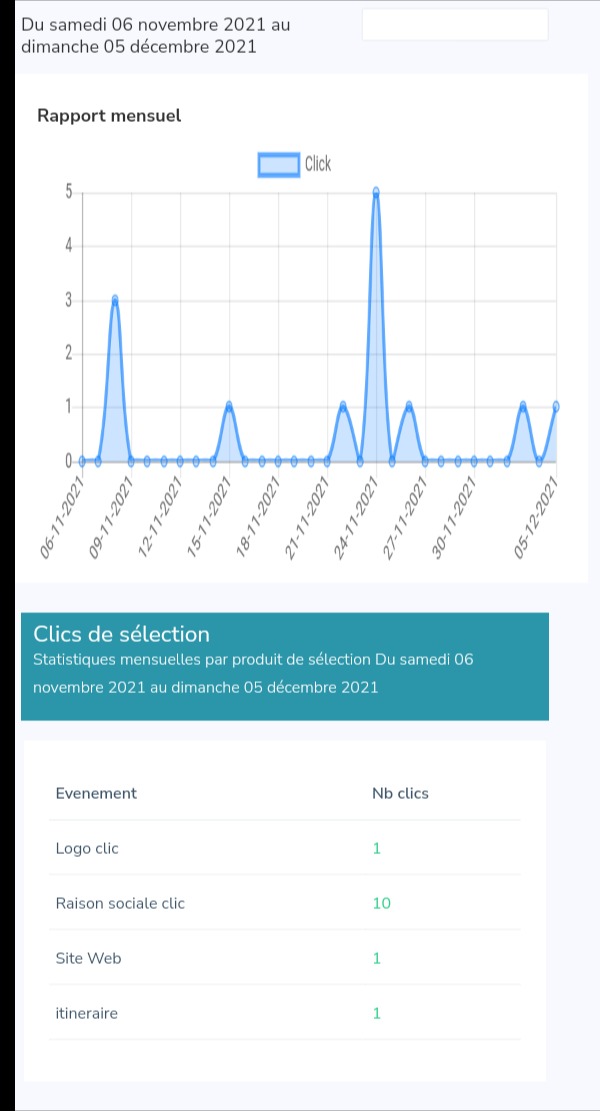 Du samedi 06 novembre 2021 au
dimanche 05 décembre 2021
Rapport mensuel
Click
5
4
3
2
1
0
06-11-2021
09-11-2021
12-11-2021
15-11-2021
18-11-2021
21-11-2021
24-11-2021
27-11-2021
30-11-2021
05-12-2021
Clics de sélection
Statistiques mensuelles par produit de sélection Du samedi 06
novembre 2021 au dimanche 05 décembre 2021
Evenement Nb clics
Logo clic 1
Raison sociale clic 10
Site Web 1
itineraire 1